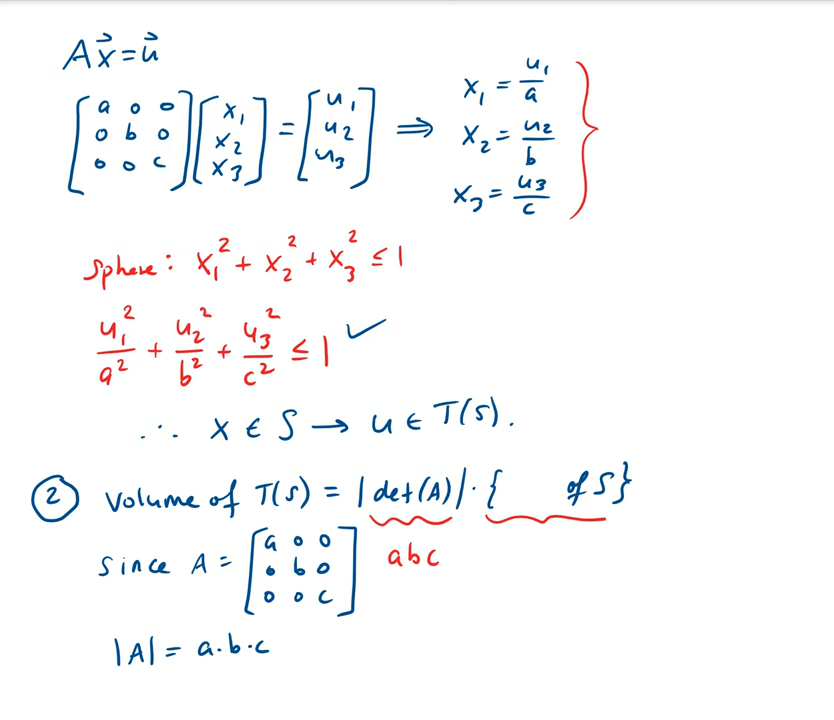 A x⃗ = u⃗
[a 0 0; 0 b 0; 0 0 c] [x₁; x₂; x₃] = [u₁; u₂; u₃] ⟹ x₁ = u₁/a
x₂ = u₂/b
x₃ = u₃/c }
Sphere: x₁² + x₂² + x₃² ≤ 1
u₁²/a² + u₂²/b² + u₃²/c² ≤ 1 ✓
∴ x ∈ S → u ∈ T(S).
② Volume of T(S) = |det(A)| · { of S}
since A = [a 0 0; 0 b 0; 0 0 c] abc
|A| = a·b·c